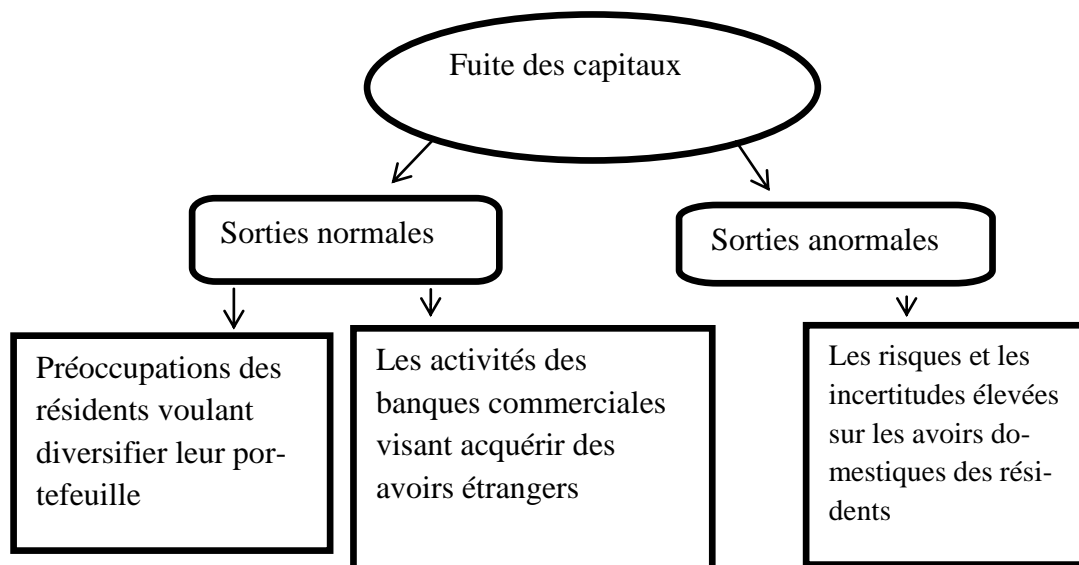 Fuite des capitaux
Sorties normales
Sorties anormales
Préoccupations des
résidents voulant
diversifier leur por-
tefeuille
Les activités des
banques commerciales
visant acquérir des
avoirs étrangers
Les risques et les
incertitudes élevées
sur les avoirs do-
mestiques des rési-
dents